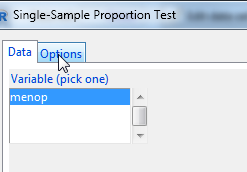 R Single-Sample Proportion Test
Data Options
Variable (pick one)
menop